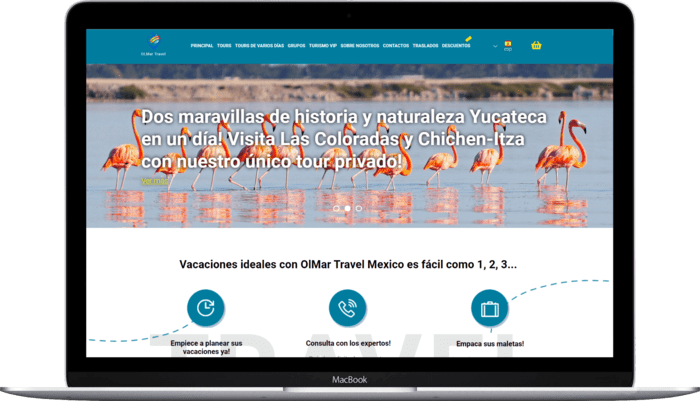 OLMar Travel
PRINCIPAL TOURS TOURS DE VARIOS DÍAS GRUPOS TURISMO VIP SOBRE NOSOTROS CONTACTOS TRASLADOS DESCUENTOS
Dos maravillas de historia y naturaleza Yucateca
en un día! Visita Las Coloradas y Chichen-Itza
con nuestro único tour privado!
Vacaciones ideales con OlMar Travel Mexico es fácil como 1, 2, 3...
TRAVEL
Empiece a planear sus
vacaciones ya!
Consulta con los expertos!
Empaca sus maletas!
MacBook